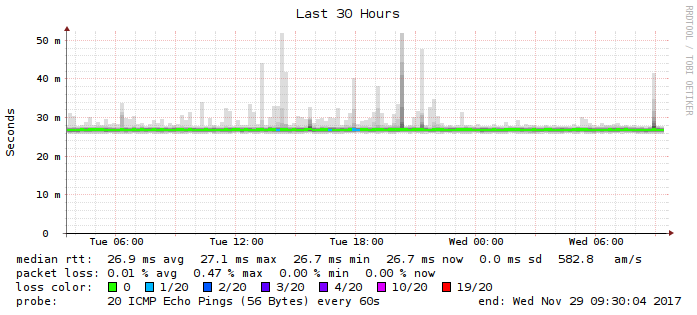 Last 30 Hours
RRDTOOL / TOBI OETIKER
Seconds
50 m
40 m
30 m
20 m
10 m
0
Tue 06:00 Tue 12:00 Tue 18:00 Wed 00:00 Wed 06:00
median rtt: 26.9 ms avg 27.1 ms max 26.7 ms min 26.7 ms now 0.0 ms sd 582.8 am/s
packet loss: 0.01 % avg 0.47 % max 0.00 % min 0.00 % now
loss color: 0 1/20 2/20 3/20 4/20 10/20 19/20
probe: 20 ICMP Echo Pings (56 Bytes) every 60s end: Wed Nov 29 09:30:04 2017